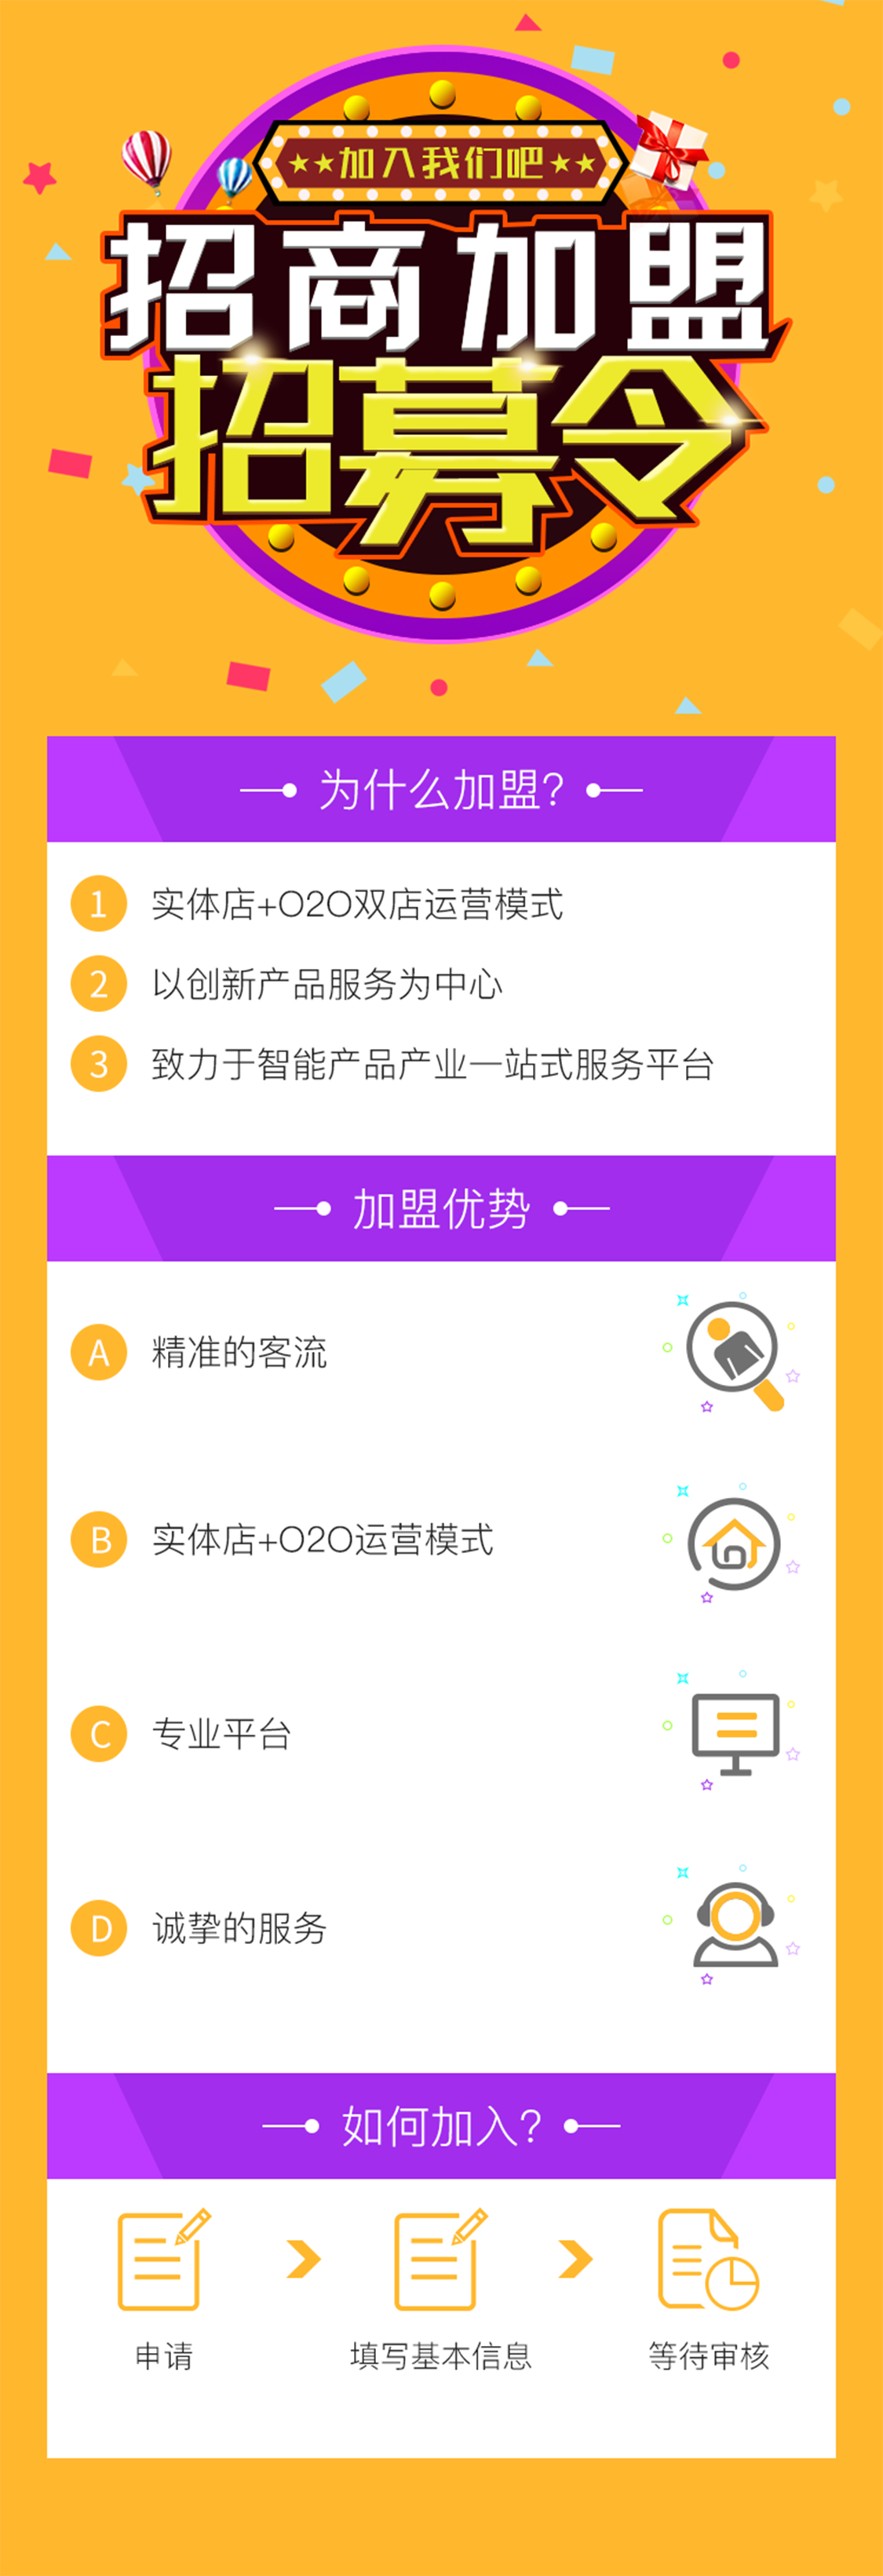 ★★加入我们吧★★
招商加盟
招募令
为什么加盟?
1 实体店+O2O双店运营模式
2 以创新产品服务为中心
3 致力于智能产品产业一站式服务平台
加盟优势
A 精准的客流
B 实体店+O2O运营模式
C 专业平台
D 诚挚的服务
如何加入?
申请 填写基本信息 等待审核